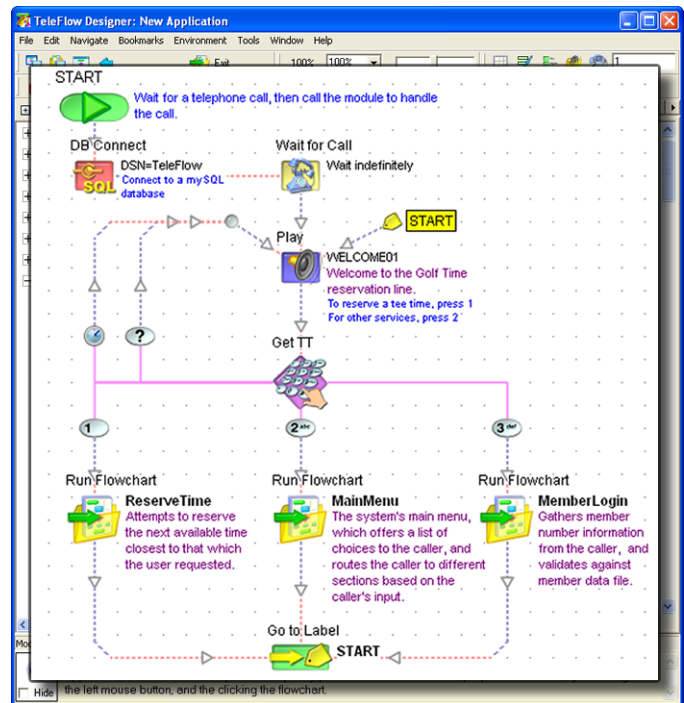 TeleFlow Designer: New Application
File Edit Navigate Bookmarks Environment Tools Window Help
Exit 100% 100% 1
START
Wait for a telephone call, then call the module to handle
the call.
DB Connect
Wait for Call
DSN=TeleFlow
Wait indefinitely
SQL
Connect to a mySQL
database
START
Play
WELCOME01
Welcome to the Golf Time
reservation line.
To reserve a tee time, press 1
For other services, press 2
?
Get TT
1
2 abc
3 def
Run Flowchart
Run Flowchart
Run Flowchart
ReserveTime
MainMenu
MemberLogin
Attempts to reserve
the next available time
closest to that which
the user requested.
The system's main menu,
which offers a list of
choices to the caller, and
routes the caller to different
sections based on the
caller's input.
Gathers member
number information
from the caller, and
validates against
member data file.
Go to Label
START
Hide
the left mouse button, and the clicking the flowchart.